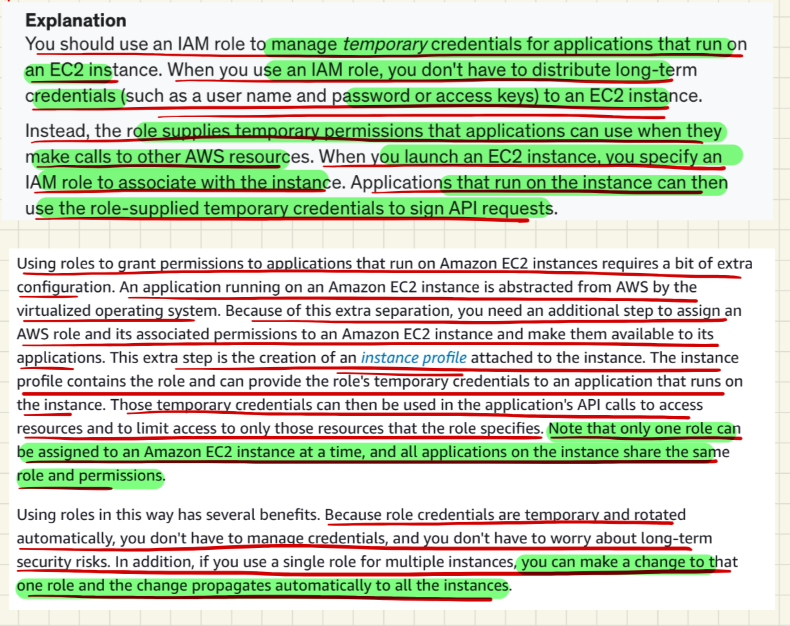 Explanation
You should use an IAM role to manage temporary credentials for applications that run on
an EC2 instance. When you use an IAM role, you don't have to distribute long-term
credentials (such as a user name and password or access keys) to an EC2 instance.
Instead, the role supplies temporary permissions that applications can use when they
make calls to other AWS resources. When you launch an EC2 instance, you specify an
IAM role to associate with the instance. Applications that run on the instance can then
use the role-supplied temporary credentials to sign API requests.
Using roles to grant permissions to applications that run on Amazon EC2 instances requires a bit of extra
configuration. An application running on an Amazon EC2 instance is abstracted from AWS by the
virtualized operating system. Because of this extra separation, you need an additional step to assign an
AWS role and its associated permissions to an Amazon EC2 instance and make them available to its
applications. This extra step is the creation of an instance profile attached to the instance. The instance
profile contains the role and can provide the role's temporary credentials to an application that runs on
the instance. Those temporary credentials can then be used in the application's API calls to access
resources and to limit access to only those resources that the role specifies. Note that only one role can
be assigned to an Amazon EC2 instance at a time, and all applications on the instance share the same
role and permissions.
Using roles in this way has several benefits. Because role credentials are temporary and rotated
automatically, you don't have to manage credentials, and you don't have to worry about long-term
security risks. In addition, if you use a single role for multiple instances, you can make a change to that
one role and the change propagates automatically to all the instances.